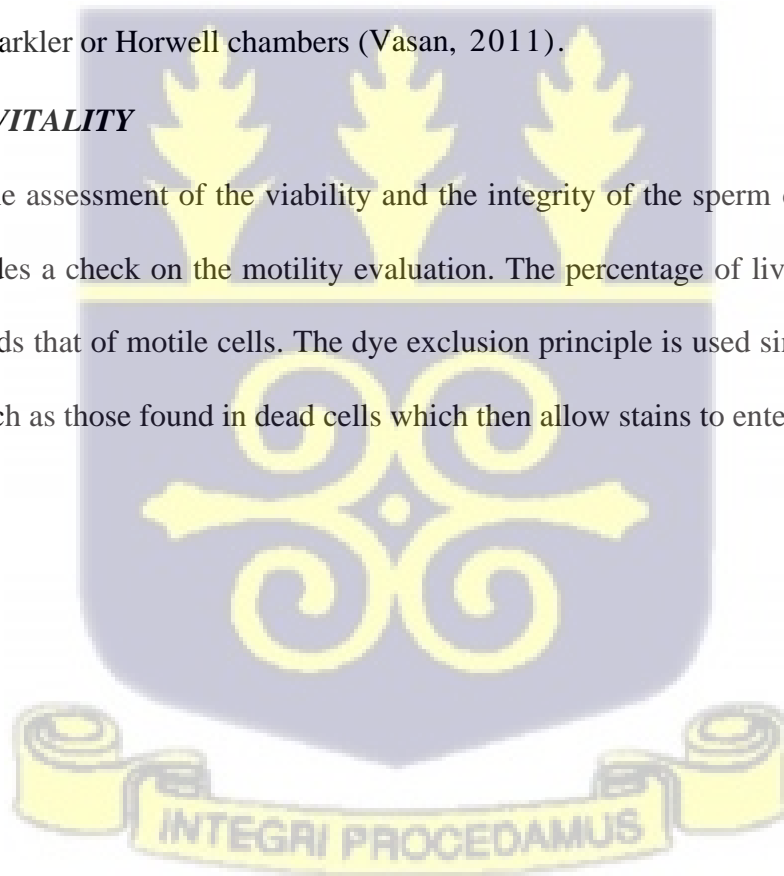 arkler or Horwell chambers (Vasan, 2011).
VITALITY
e assessment of the viability and the integrity of the sperm
des a check on the motility evaluation. The percentage of liv
ds that of motile cells. The dye exclusion principle is used si
ch as those found in dead cells which then allow stains to ente
INTEGRI PROCEDAMUS